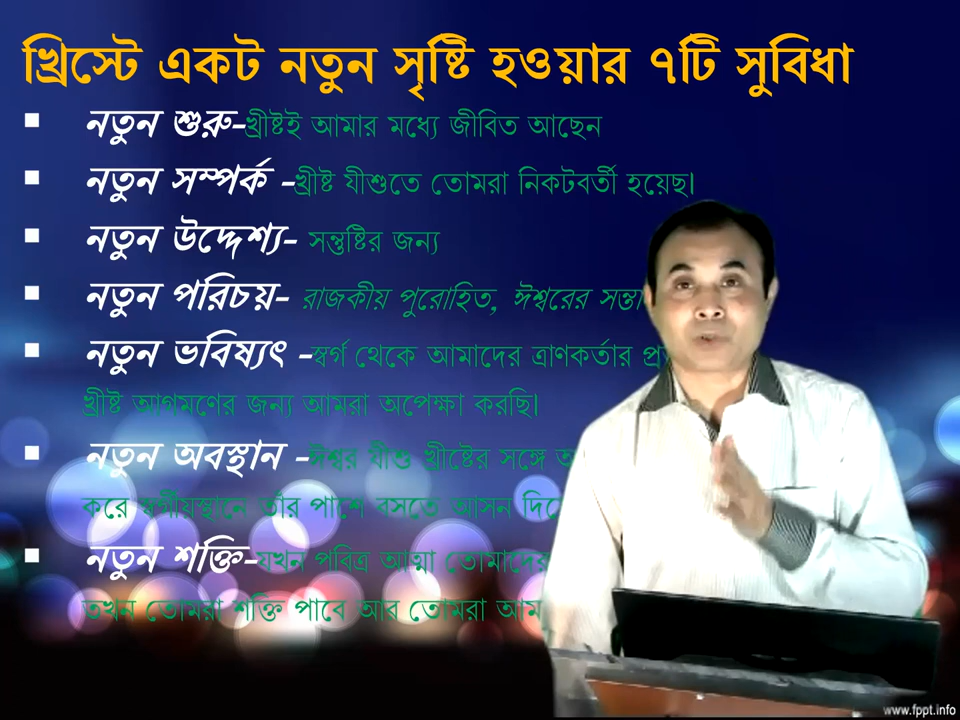 খ্রিস্টে একট নতুন সৃষ্টি হওয়ার ৭টি সুবিধা
▪ নতুন শুরু-খ্রীষ্টই আমার মধ্যে জীবিত আছেন
▪ নতুন সম্পর্ক -খ্রীষ্ট যীশুতে তোমরা নিকটবর্তী হয়েছ।
▪ নতুন উদ্দেশ্য- সন্তুষ্টির জন্য
▪ নতুন পরিচয়- রাজকীয় পুরোহিত, ঈশ্বরের
▪ নতুন ভবিষ্যৎ -স্বর্গ থেকে আমাদের ত্রাণকর্তার
খ্রীষ্ট আগমণের জন্য আমরা অপেক্ষা করছি।
▪ নতুন অবস্থান -ঈশ্বর যীশু খ্রীষ্টের সঙ্গে
করে স্বর্গীয়স্থানে তাঁর পাশে বসতে আসন
▪ নতুন শক্তি-যখন পবিত্র আত্মা তোমাদের
তখন তোমরা শক্তি পাবে আর তোমরা
www.fppt.info